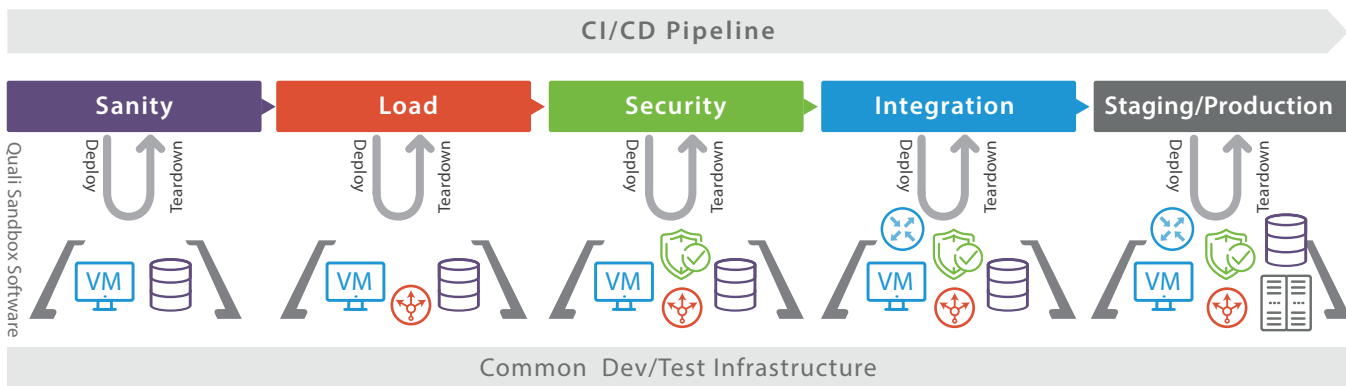 CI/CD Pipeline
Sanity
Load
Security
Integration
Staging/Production
Quali Sandbox Software
Deploy
Teardown
Deploy
Teardown
Deploy
Teardown
Deploy
Teardown
Deploy
Teardown
VM
VM
VM
VM
VM
Common Dev/Test Infrastructure